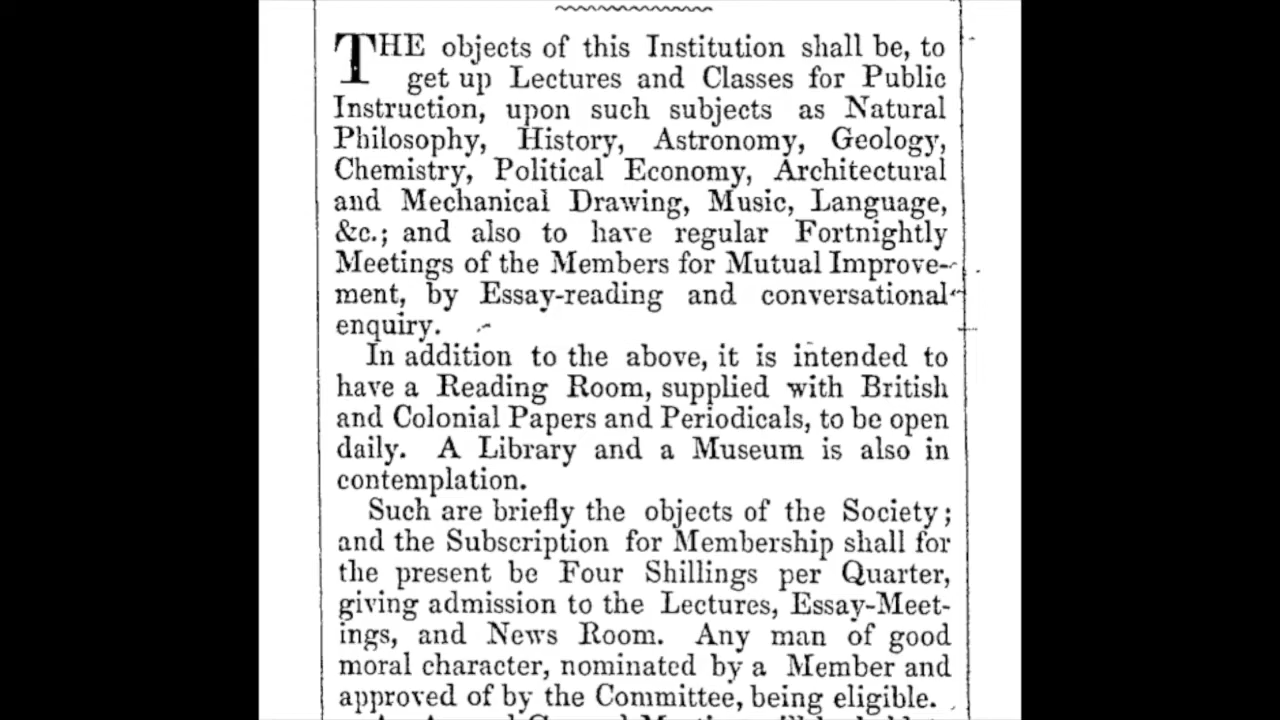 THE objects of this Institution shall be, to
get up Lectures and Classes for Public
Instruction, upon such subjects as Natural
Philosophy, History, Astronomy, Geology,
Chemistry, Political Economy, Architectural
and Mechanical Drawing, Music, Language,
&c.; and also to have regular Fortnightly
Meetings of the Members for Mutual Improve-
ment, by Essay-reading and conversational
enquiry.
In addition to the above, it is intended to
have a Reading Room, supplied with British
and Colonial Papers and Periodicals, to be open
daily. A Library and a Museum is also in
contemplation.
Such are briefly the objects of the Society;
and the Subscription for Membership shall for
the present be Four Shillings per Quarter,
giving admission to the Lectures, Essay-Meet-
ings, and News Room. Any man of good
moral character, nominated by a Member and
approved of by the Committee, being eligible.